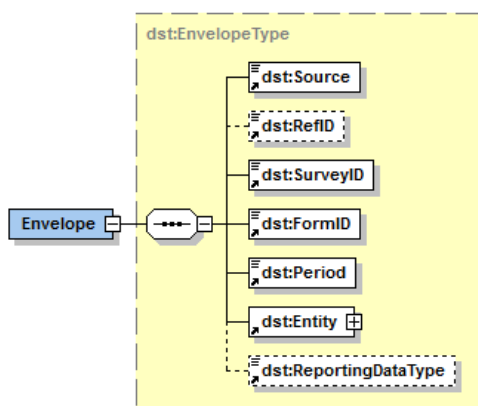 dst:EnvelopeType
dst:Source
dst:RefID
dst:SurveyID
Envelope
dst:FormID
dst:Period
dst:Entity
dst:ReportingDataType